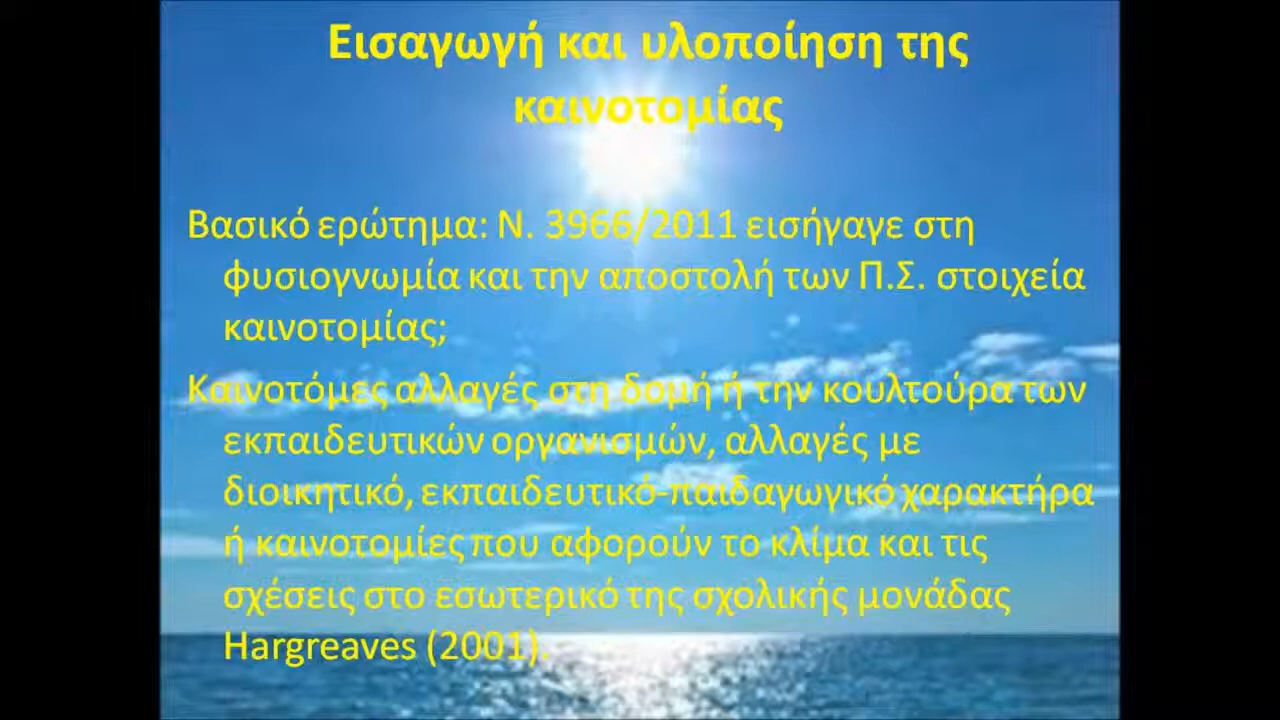 Εισαγωγή και υλοποίηση της
καινοτομίας
Βασικό ερώτημα: Ν. 3966/2011 εισήγαγε στη
φυσιογνωμία και την αποστολή των Π.Σ. στοιχεία
καινοτομίας;
Καινοτόμες αλλαγές στη δομή ή την κουλτούρα των
εκπαιδευτικών οργανισμών, αλλαγές με
διοικητικό, εκπαιδευτικό-παιδαγωγικό χαρακτήρα
ή καινοτομίες που αφορούν το κλίμα και τις
σχέσεις στο εσωτερικό της σχολικής μονάδας
Hargreaves (2001).